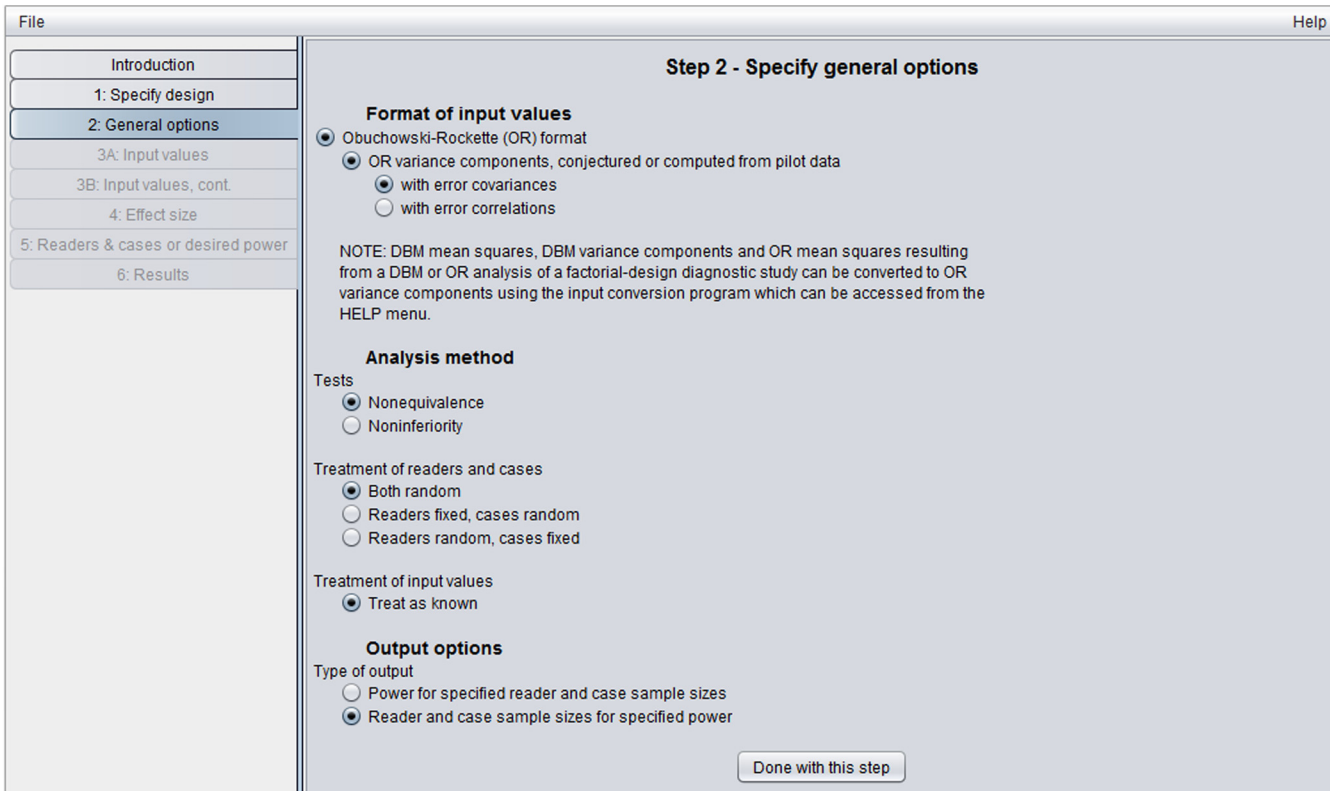 File
Help
Introduction
1: Specify design
2: General options
3A: Input values
3B: Input values, cont.
4: Effect size
5: Readers & cases or desired power
6: Results
Step 2 - Specify general options
Format of input values
Obuchowski-Rockette (OR) format
OR variance components, conjectured or computed from pilot data
with error covariances
with error correlations
NOTE: DBM mean squares, DBM variance components and OR mean squares resulting
from a DBM or OR analysis of a factorial-design diagnostic study can be converted to OR
variance components using the input conversion program which can be accessed from the
HELP menu.
Analysis method
Tests
Nonequivalence
Noninferiority
Treatment of readers and cases
Both random
Readers fixed, cases random
Readers random, cases fixed
Treatment of input values
Treat as known
Output options
Type of output
Power for specified reader and case sample sizes
Reader and case sample sizes for specified power
Done with this step